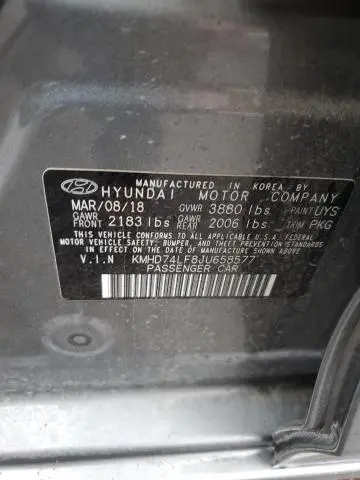 MANUFACTURED IN KOREA BY
HYUNDAI MOTOR COMPANY
MAR/08/18 GVWR 3880 lbs PAINT UYS
GAWR FRONT 2183 lbs GAWR REAR 2006 lbs TRIM PKG
THIS VEHICLE CONFORMS TO ALL APPLICABLE U.S.A FEDERAL
MOTOR VEHICLE SAFETY, BUMPER, AND THEFT PREVENTION STANDARDS
IN EFFECT ON THE DATE OF MANUFACTURE SHOWN ABOVE.
V.I.N KMHD74LF8JU658577
PASSENGER CAR